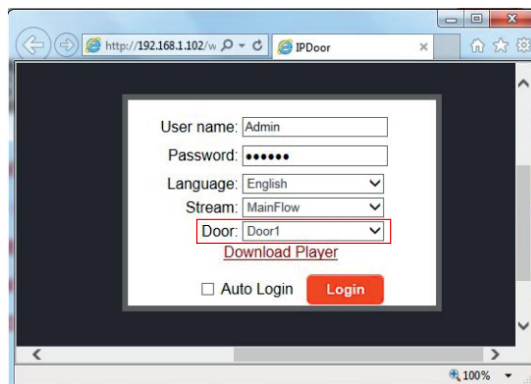 http://192.168.1.102/w
IPDoor
User name: Admin
Password: ••••••
Language: English
Stream: MainFlow
Door: Door1
Download Player
Auto Login
Login
100%